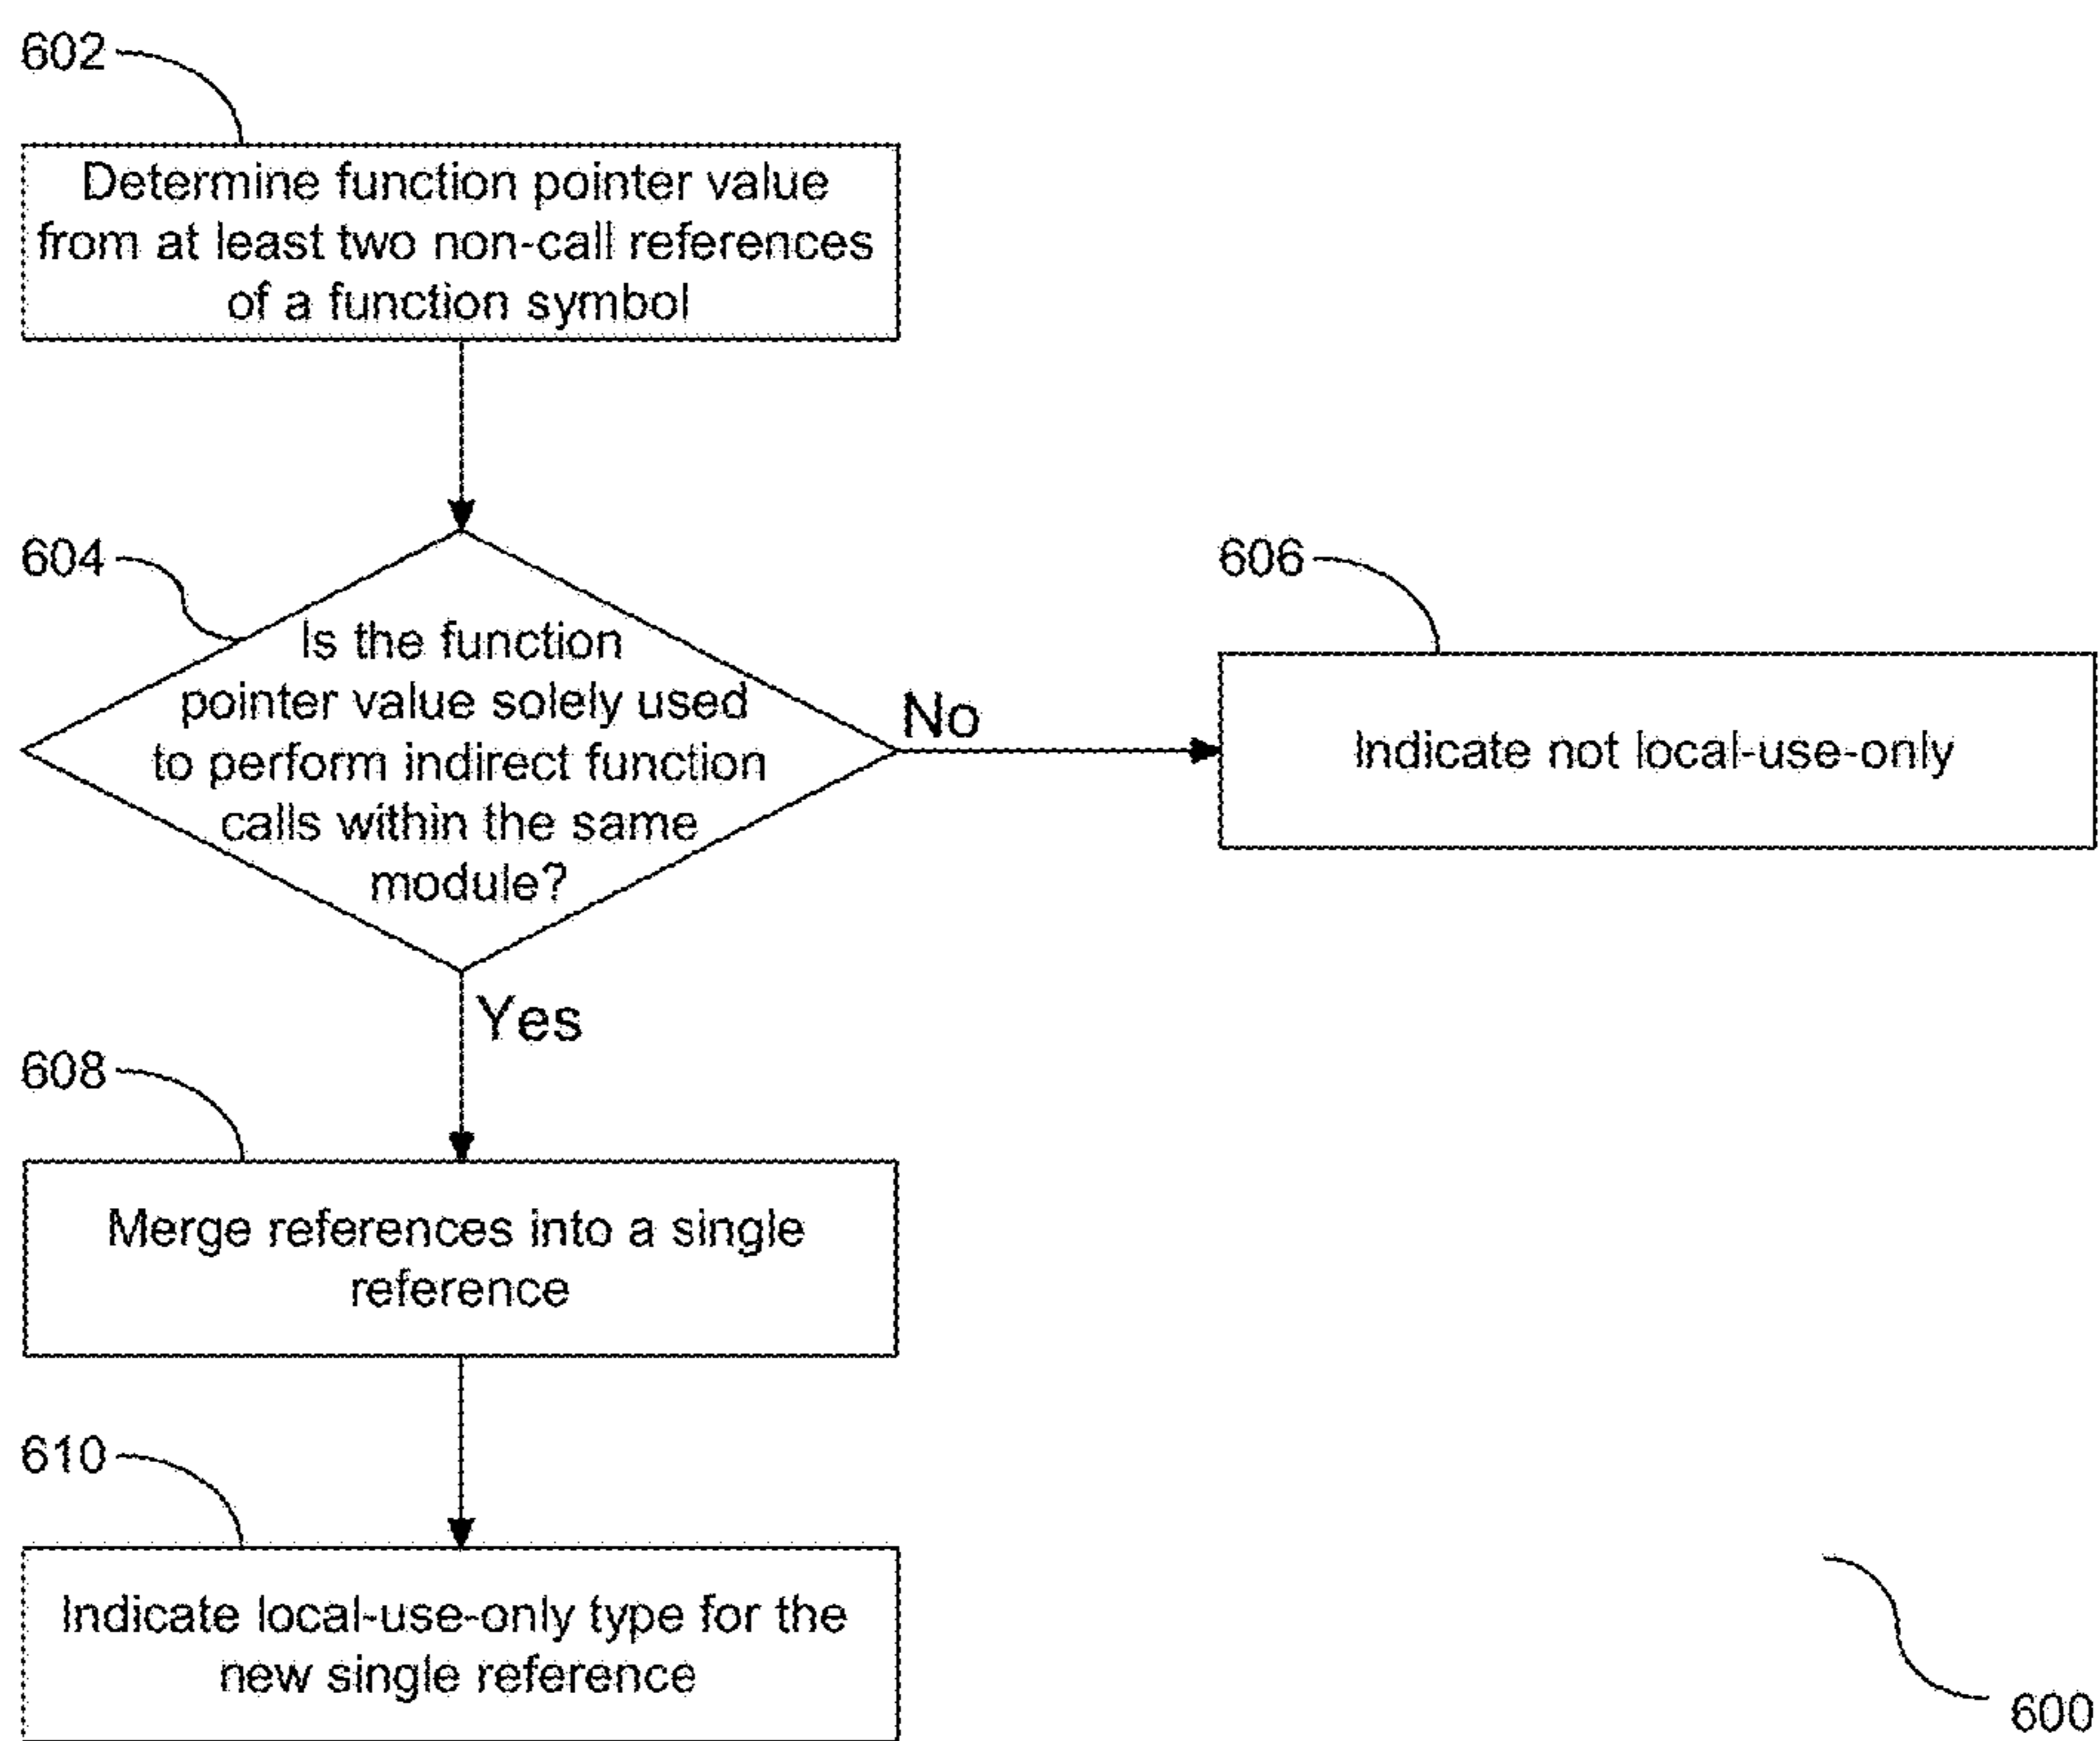 602
Determine function pointer value
from at least two non-call references
of a function symbol
604
Is the function
pointer value solely used
to perform indirect function
calls within the same
module?
No
606
Indicate not local-use-only
Yes
608
Merge references into a single
reference
610
Indicate local-use-only type for the
new single reference
600